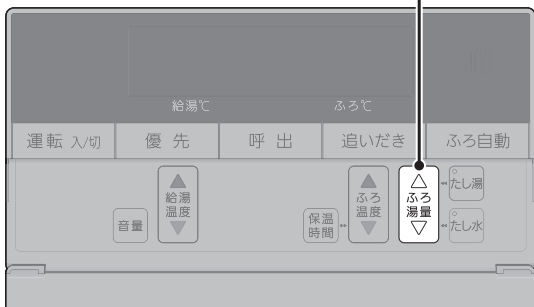 給湯℃ ふろ℃
運転 入/切 優先 呼出 追いだき ふろ自動
給湯
温度
音量
保温
時間
ふろ
温度
ふろ
湯量
たし湯
たし水